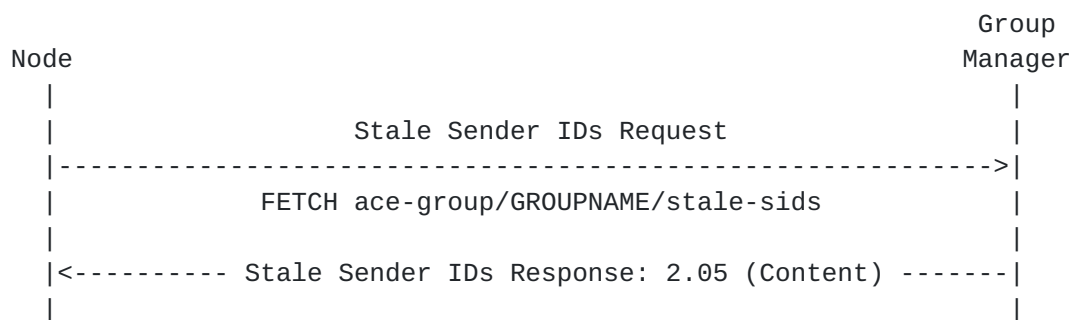 Group
Node Manager
Stale Sender IDs Request
------------------------------------------------------------>
FETCH ace-group/GROUPNAME/stale-sids
<---------- Stale Sender IDs Response: 2.05 (Content) -------